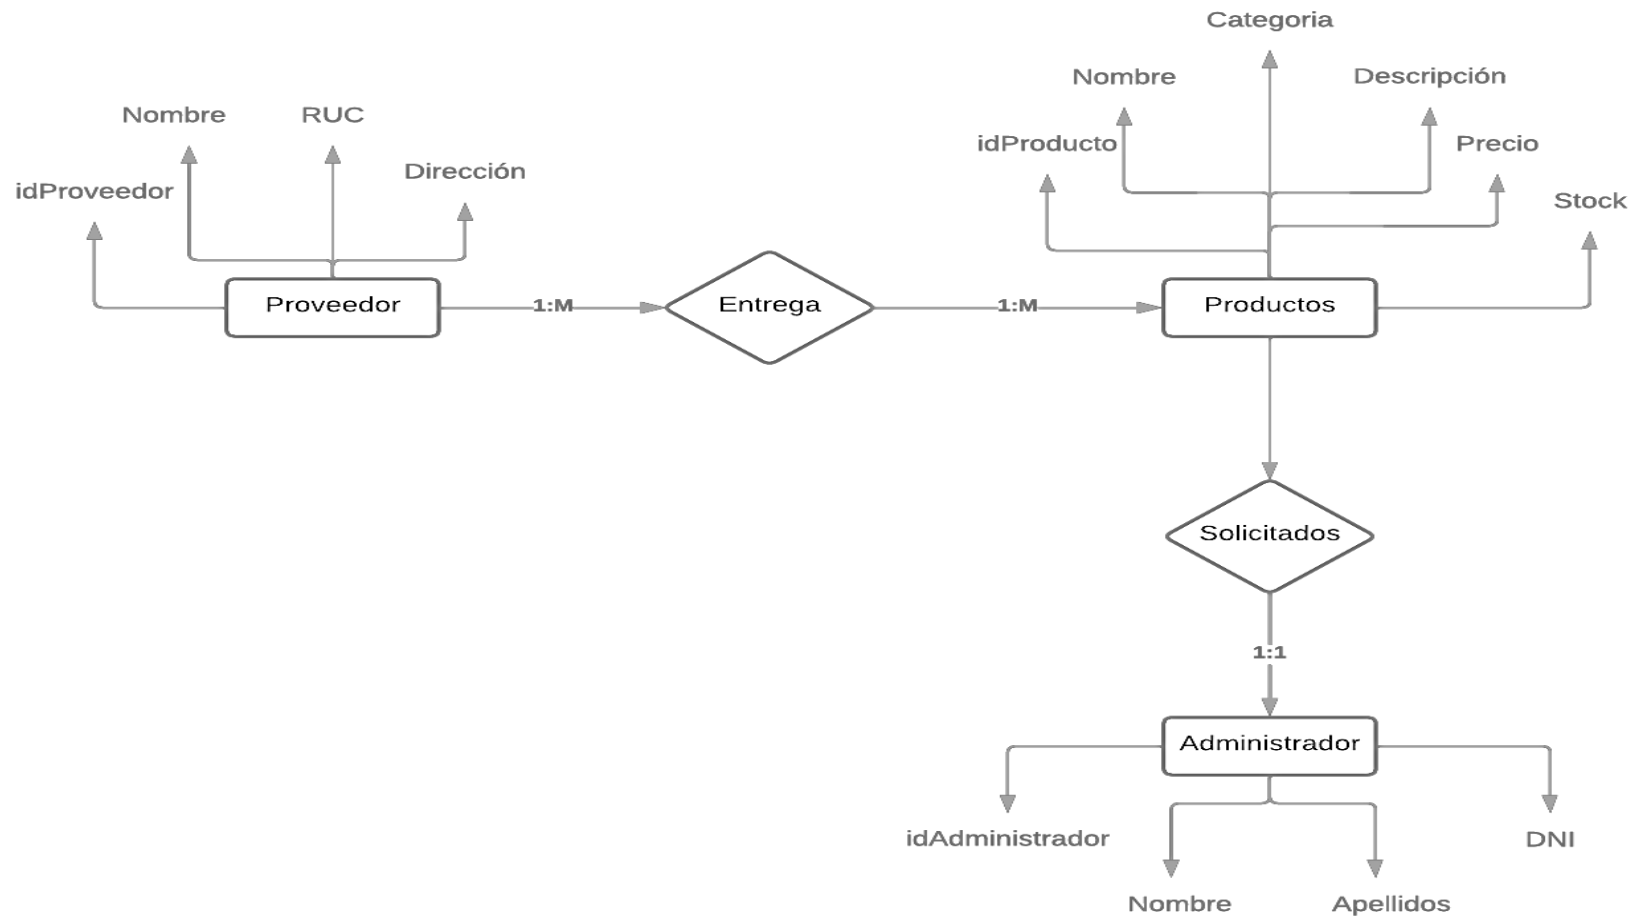 Categoria
Nombre
Descripción
Nombre
RUC
idProducto
Precio
Dirección
idProveedor
Stock
Proveedor
1:M
Entrega
1:M
Productos
Solicitados
1:1
Administrador
idAdministrador
DNI
Nombre
Apellidos